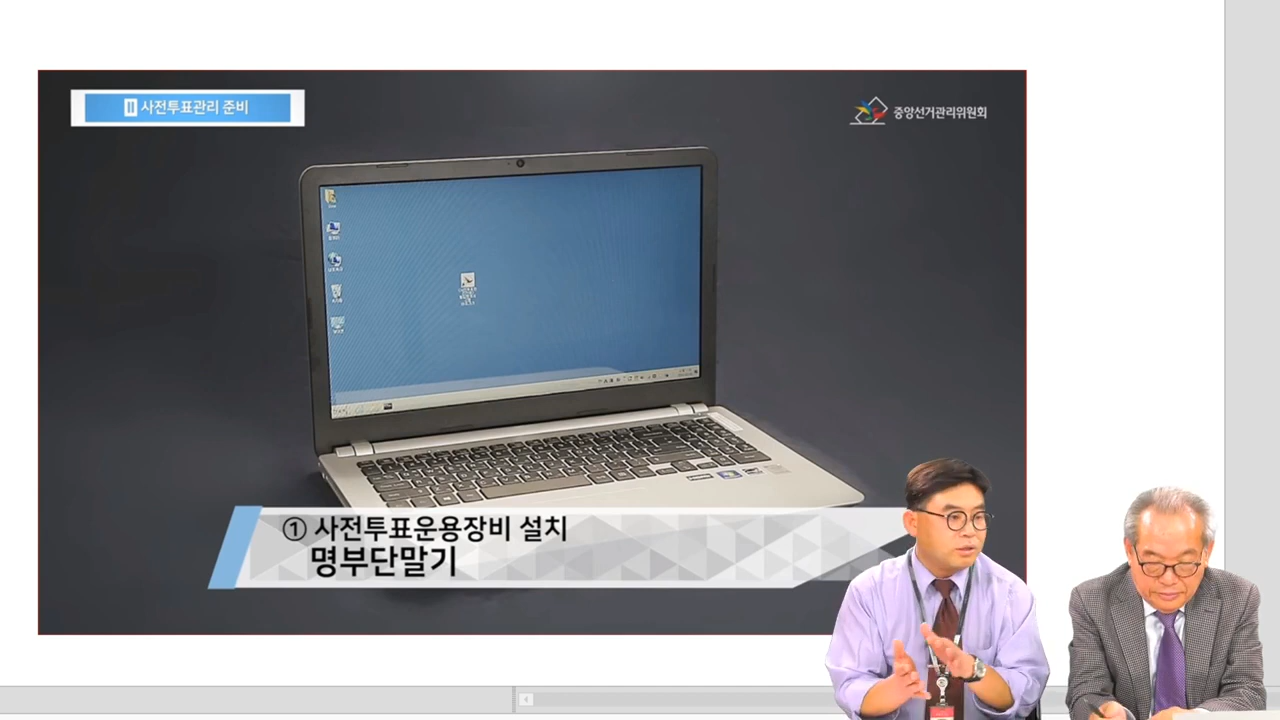 Ⅱ 사전투표관리 준비
중앙선거관리위원회
① 사전투표운용장비 설치
명부단말기